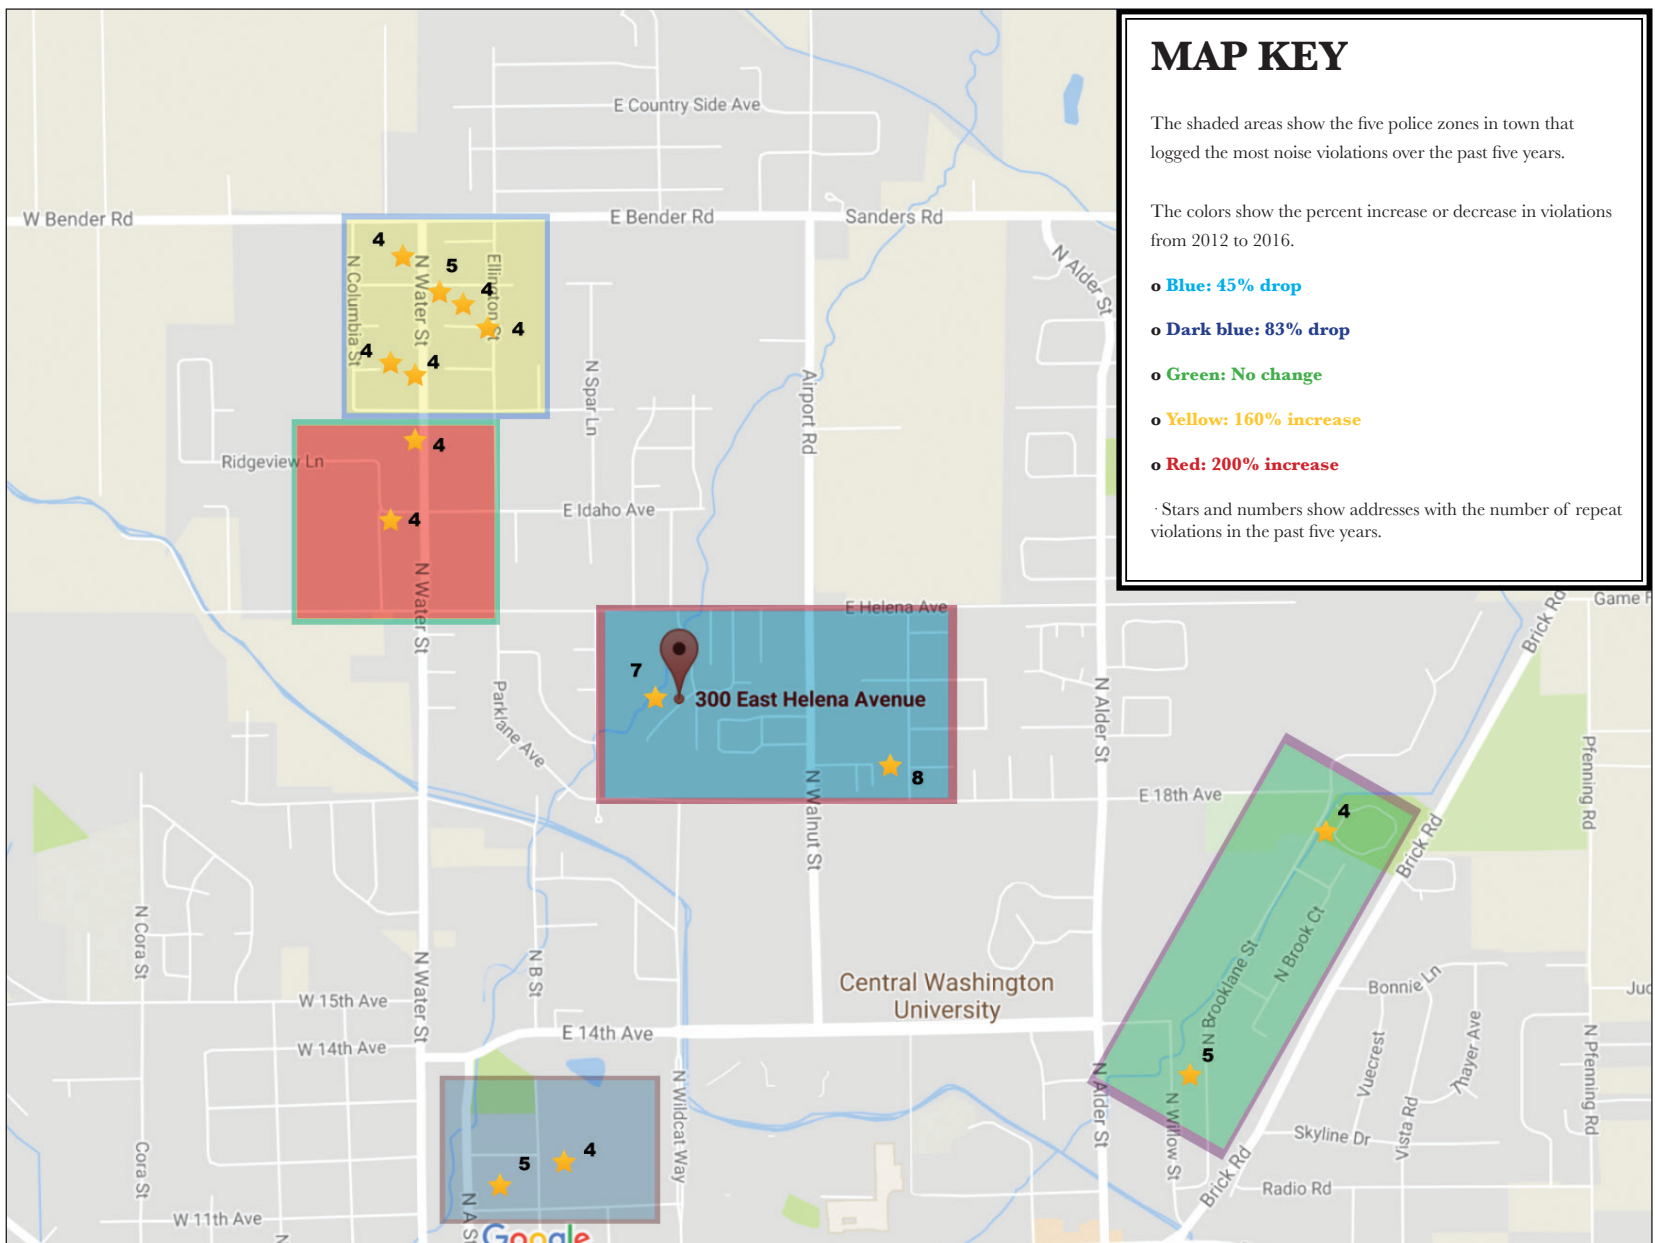 MAP KEY
The shaded areas show the five police zones in town that
logged the most noise violations over the past five years.
The colors show the percent increase or decrease in violations
from 2012 to 2016.
o Blue: 45% drop
o Dark blue: 83% drop
o Green: No change
o Yellow: 160% increase
o Red: 200% increase
· Stars and numbers show addresses with the number of repeat
violations in the past five years.
E Country Side Ave
W Bender Rd
E Bender Rd
Sanders Rd
N Alder St
4
5
4
4
4
4
N Columbia St
N Water St
Ellington St
N Spar Ln
Airport Rd
4
Ridgeview Ln
4
E Idaho Ave
N Water St
E Helena Ave
Game
Brick Rd
7
300 East Helena Avenue
8
Parklane Ave
N Walnut St
N Alder St
E 18th Ave
4
Pfenning Rd
Brick Rd
N Cora St
N Water St
N B St
N Brook Ct
N Brooklane St
Central Washington
University
Bonnie Ln
W 15th Ave
E 14th Ave
W 14th Ave
5
N Alder St
N Willow St
Vuecrest
Thayer Ave
Vista Rd
N Pfenning Rd
N Wildcat Way
Skyline Dr
Cora St
5
4
Brick Rd
Radio Rd
W 11th Ave
N A St
Google